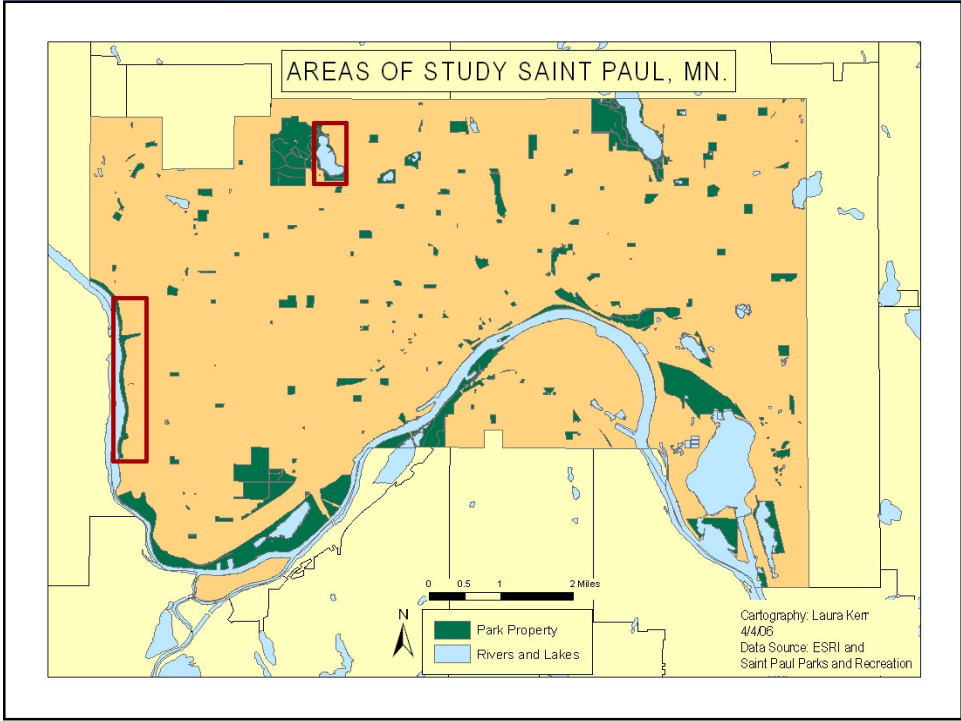 AREAS OF STUDY SAINT PAUL, MN.
0 0.5 1 2 Miles
N
Park Property
Rivers and Lakes
Cartography: Laura Kerr
4/4/06
Data Source: ESRI and
Saint Paul Parks and Recreation